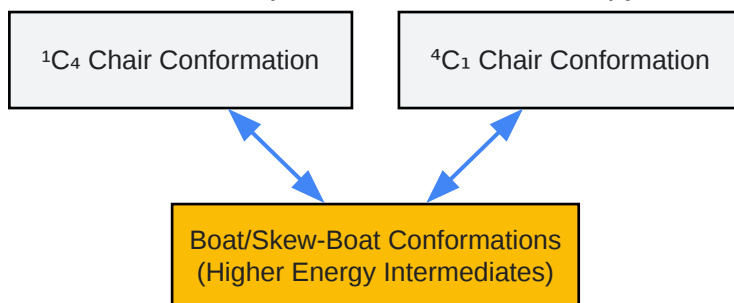 ¹C₄ Chair Conformation
⁴C₁ Chair Conformation
Boat/Skew-Boat Conformations
(Higher Energy Intermediates)